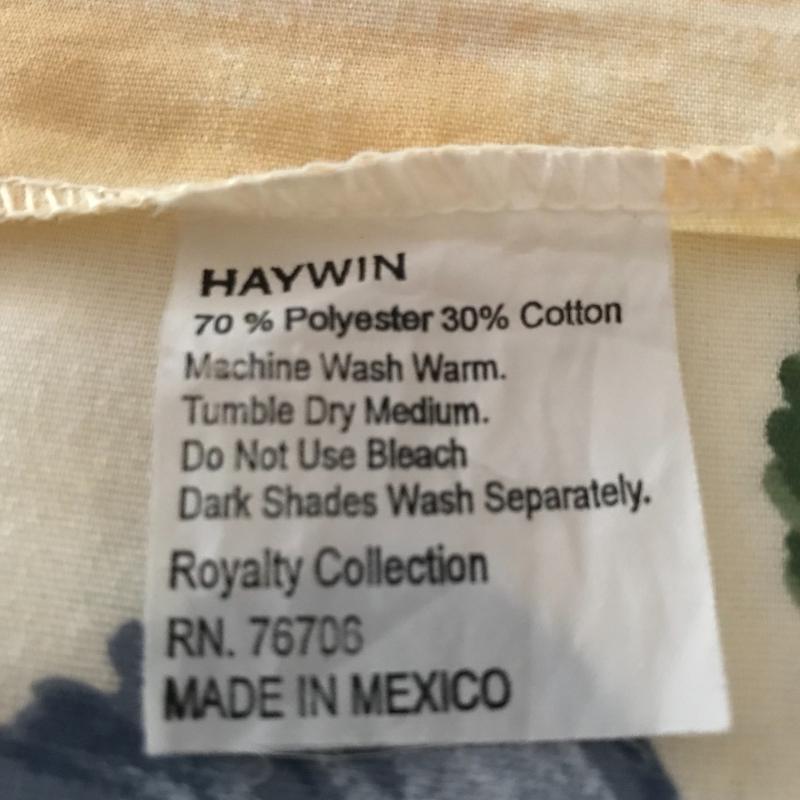 HAYWIN
70 % Polyester 30% Cotton
Machine Wash Warm.
Tumble Dry Medium.
Do Not Use Bleach
Dark Shades Wash Separately.
Royalty Collection
RN. 76706
MADE IN MEXICO